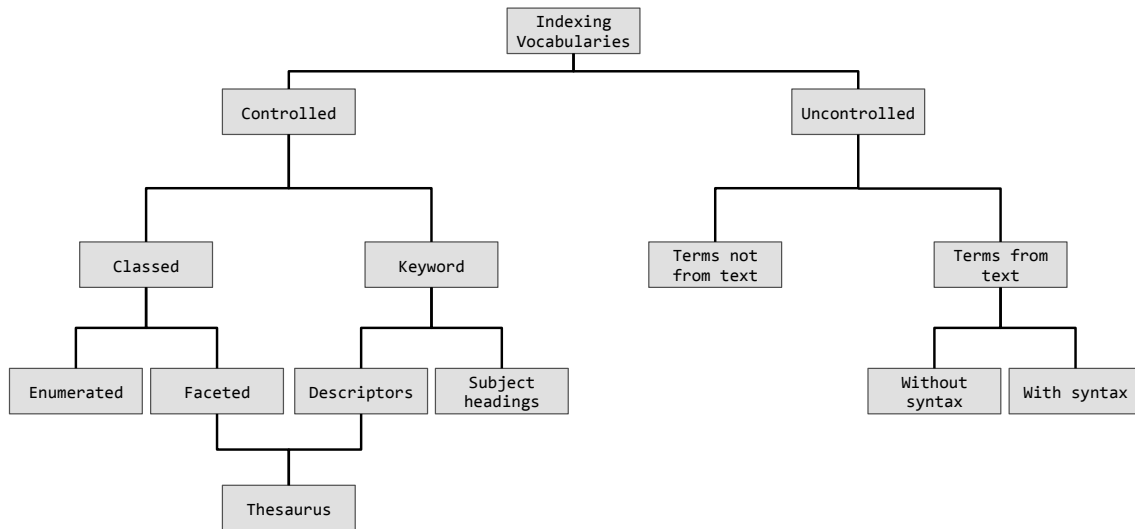 Indexing
Vocabularies
Controlled
Uncontrolled
Classed
Keyword
Terms not
from text
Terms from
text
Enumerated
Faceted
Descriptors
Subject
headings
Without
syntax
With syntax
Thesaurus